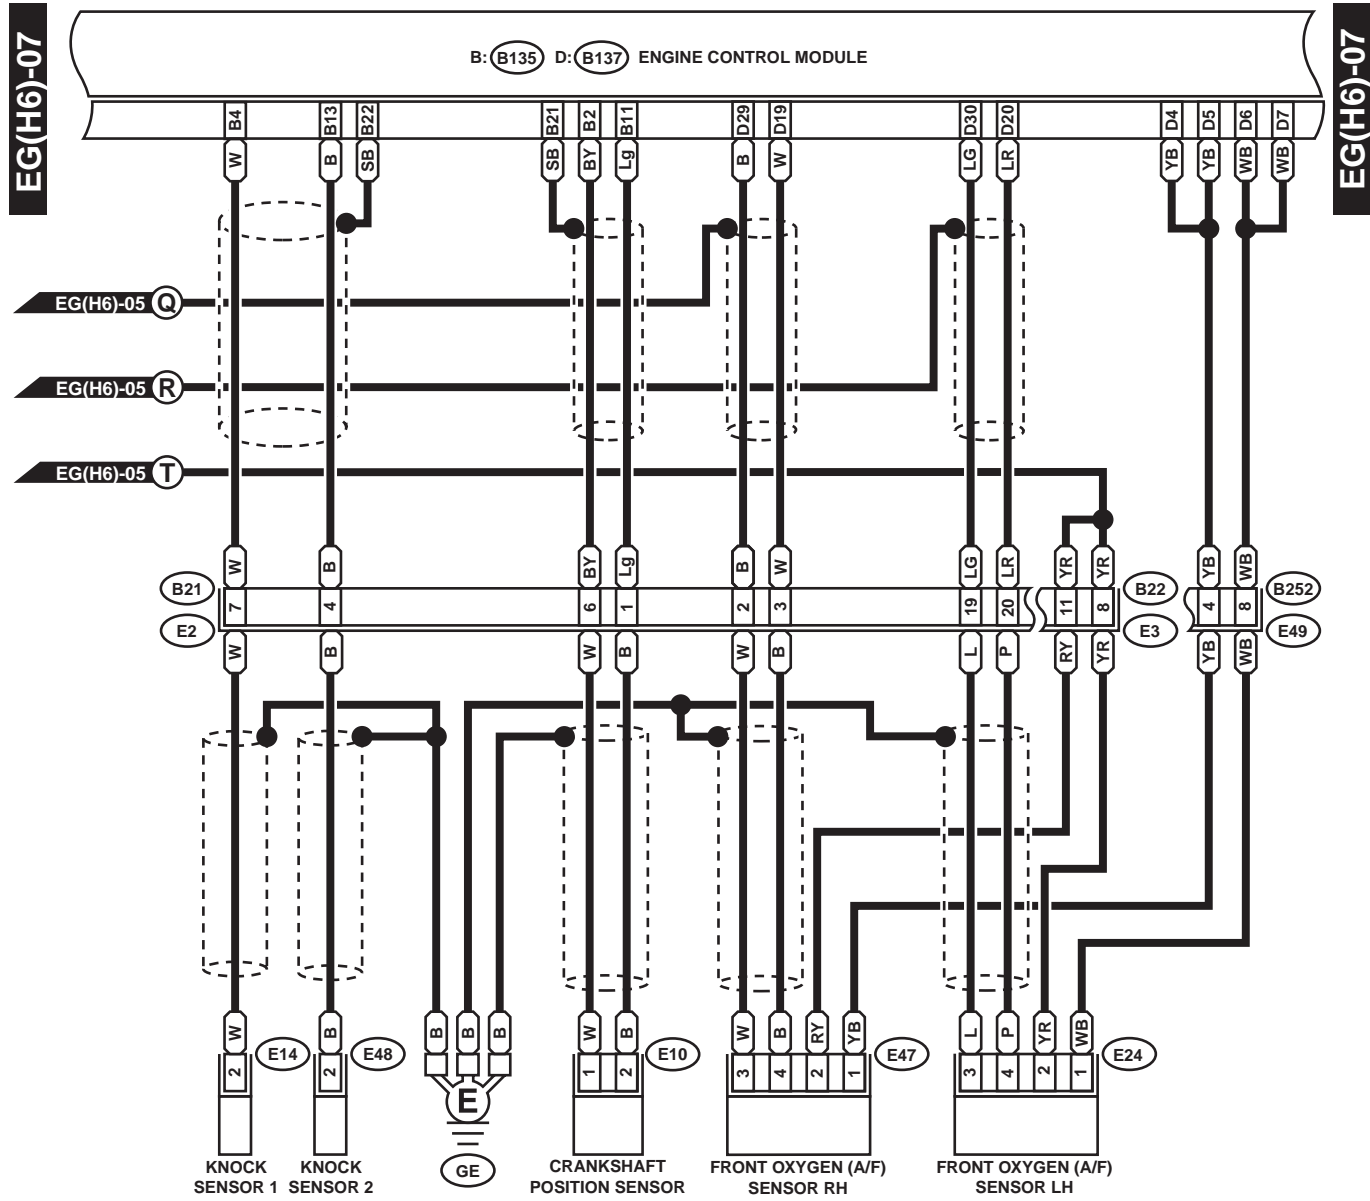 EG(H6)-07
EG(H6)-07
B: B135 D: B137 ENGINE CONTROL MODULE
B4 B13 B22 B21 B2 B11 D29 D19 D30 D20 D4 D5 D6 D7
W B SB SB BY Lg B W LG LR YB YB WB WB
EG(H6)-05 Q
EG(H6)-05 R
EG(H6)-05 T
W B BY Lg B W LG LR YR YR YB WB
B21 7 4 6 1 2 3 19 20 11 8 B22 4 8 B252
E2 E3 E49
W B W B W B L P RY YR YB WB
W B B B B W B W B RY YB L P YR WB
2 E14 2 E48 1 2 E10 3 4 2 1 E47 3 4 2 1 E24
E
GE
KNOCK
SENSOR 1
KNOCK
SENSOR 2
CRANKSHAFT
POSITION SENSOR
FRONT OXYGEN (A/F)
SENSOR RH
FRONT OXYGEN (A/F)
SENSOR LH